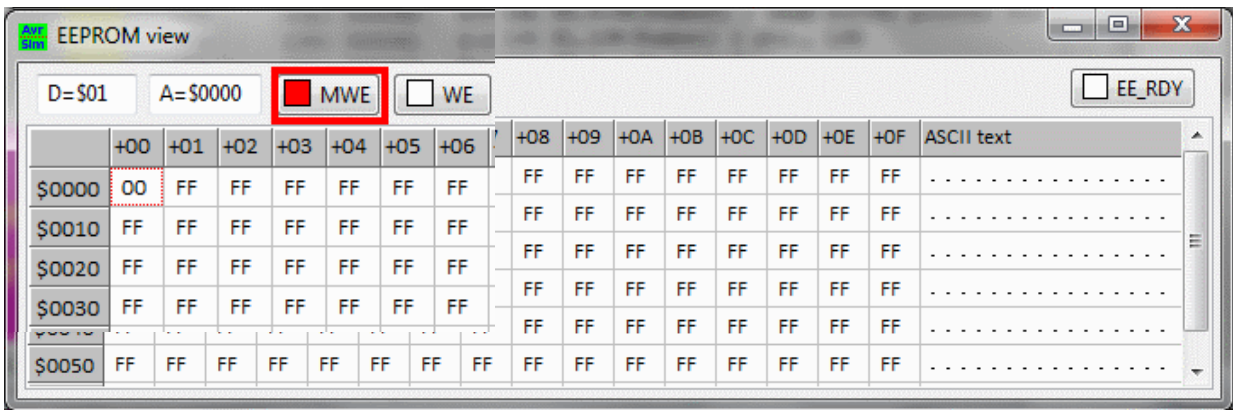 Avr Sim EEPROM view
D=$01 A=$0000 MWE WE EE_RDY
+00 +01 +02 +03 +04 +05 +06 +08 +09 +0A +0B +0C +0D +0E +0F ASCII text
$0000 00 FF FF FF FF FF FF FF FF FF FF FF FF FF FF ................
$0010 FF FF FF FF FF FF FF FF FF FF FF FF FF FF FF ................
$0020 FF FF FF FF FF FF FF FF FF FF FF FF FF FF FF ................
$0030 FF FF FF FF FF FF FF FF FF FF FF FF FF FF FF ................
FF FF FF FF FF FF FF FF ................
$0050 FF FF FF FF FF FF FF FF FF FF FF FF FF FF FF FF ................